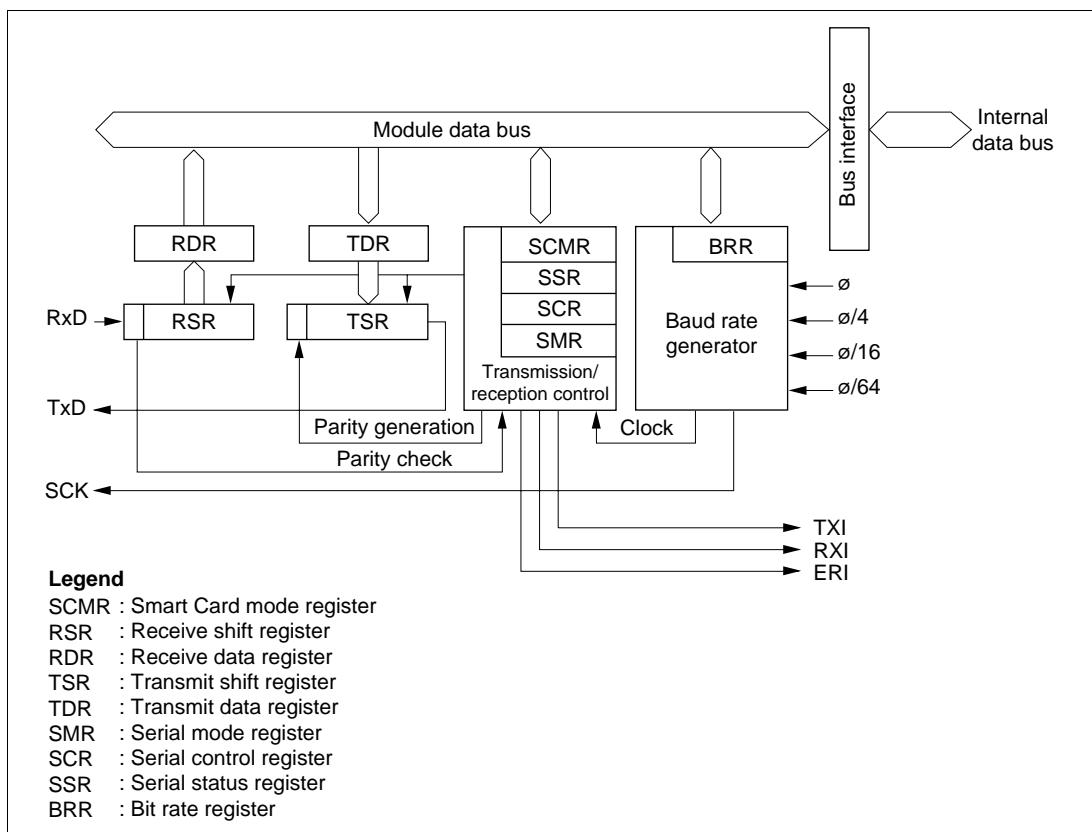 Module data bus
Bus interface
Internal
data bus
RDR
TDR
SCMR
SSR
SCR
SMR
Transmission/
reception control
BRR
Baud rate
generator
ø
ø/4
ø/16
ø/64
RxD
RSR
TSR
TxD
Parity generation
Parity check
Clock
SCK
TXI
RXI
ERI
Legend
SCMR : Smart Card mode register
RSR : Receive shift register
RDR : Receive data register
TSR : Transmit shift register
TDR : Transmit data register
SMR : Serial mode register
SCR : Serial control register
SSR : Serial status register
BRR : Bit rate register